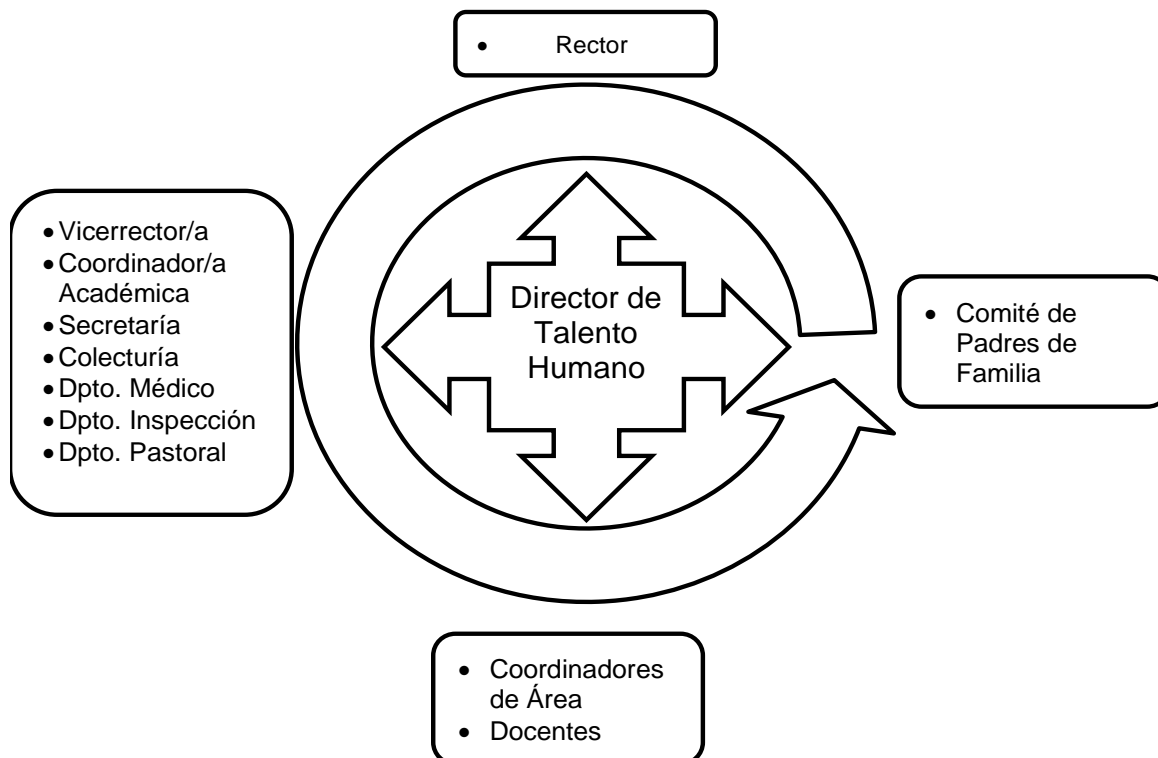 • Rector
• Vicerrector/a
• Coordinador/a
Académica
• Secretaría
• Colecturía
• Dpto. Médico
• Dpto. Inspección
• Dpto. Pastoral
Director de
Talento
Humano
• Comité de
Padres de
Familia
• Coordinadores
de Área
• Docentes